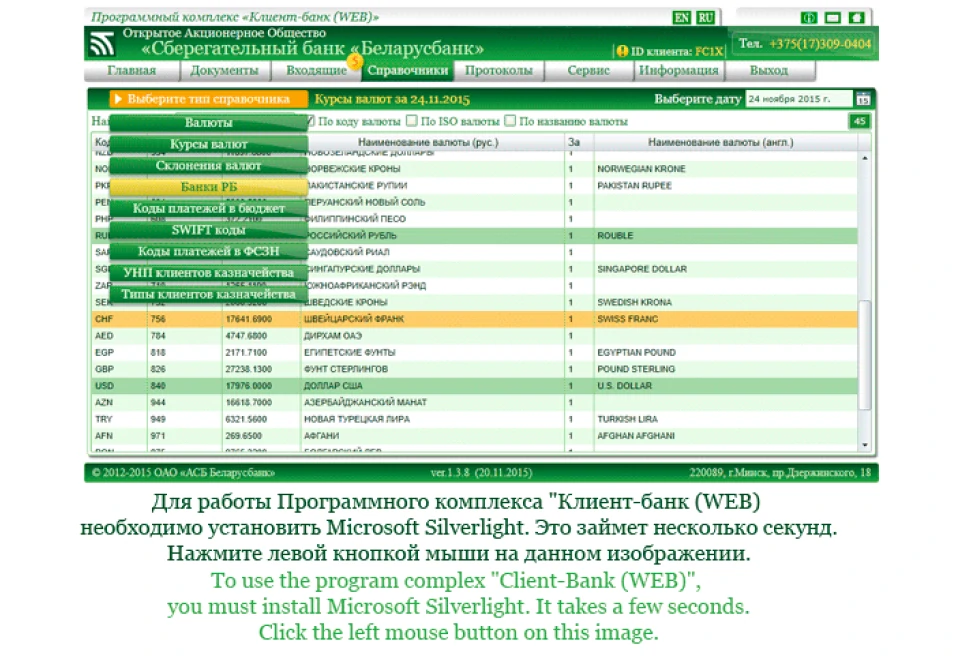 Программный комплекс «Клиент-банк (WEB)»
EN RU
Открытое Акционерное Общество
«Сберегательный банк «Беларусбанк»
ID клиента: FC1X
Тел. +375(17)309-0404
Главная Документы Входящие 5 Справочники Протоколы Сервис Информация Выход
Выберите тип справочника Курсы валют за 24.11.2015 Выберите дату 24 ноября 2015 г. 15
По коду валюты По ISO валюты По названию валюты 45
Валюты
Курсы валют
Склонения валют
Банки РБ
Коды платежей в бюджет
SWIFT коды
Коды платежей в ФСЗН
УНП клиентов казначейства
Типы клиентов казначейства
Наименование валюты (рус.) За Наименование валюты (англ.)
НОВОЗЕЛАНДСКИЕ ДОЛЛАРЫ
НОРВЕЖСКИЕ КРОНЫ 1 NORWEGIAN KRONE
ПАКИСТАНСКИЕ РУПИИ 1 PAKISTAN RUPEE
ПЕРУАНСКИЙ НОВЫЙ СОЛЬ 1
ФИЛИППИНСКИЙ ПЕСО 1
РОССИЙСКИЙ РУБЛЬ 1 ROUBLE
САУДОВСКИЙ РИАЛ 1
СИНГАПУРСКИЕ ДОЛЛАРЫ 1 SINGAPORE DOLLAR
ЮЖНОАФРИКАНСКИЙ РЭНД 1
SEK 752 ШВЕДСКИЕ КРОНЫ 1 SWEDISH KRONA
CHF 756 17641.6900 ШВЕЙЦАРСКИЙ ФРАНК 1 SWISS FRANC
AED 784 4747.6800 ДИРХАМ ОАЭ 1
EGP 818 2171.7100 ЕГИПЕТСКИЕ ФУНТЫ 1 EGYPTIAN POUND
GBP 826 27238.1300 ФУНТ СТЕРЛИНГОВ 1 POUND STERLING
USD 840 17976.0000 ДОЛЛАР США 1 U.S. DOLLAR
AZN 944 16618.7000 АЗЕРБАЙДЖАНСКИЙ МАНАТ 1
TRY 949 6321.5600 НОВАЯ ТУРЕЦКАЯ ЛИРА 1 TURKISH LIRA
AFN 971 269.6500 АФГАНИ 1 AFGHAN AFGHANI
© 2012-2015 ОАО «АСБ Беларусбанк» ver.1.3.8 (20.11.2015) 220089, г.Минск, пр.Дзержинского, 18
Для работы Программного комплекса "Клиент-банк (WEB)
необходимо установить Microsoft Silverlight. Это займет несколько секунд.
Нажмите левой кнопкой мыши на данном изображении.
To use the program complex "Client-Bank (WEB)",
you must install Microsoft Silverlight. It takes a few seconds.
Click the left mouse button on this image.